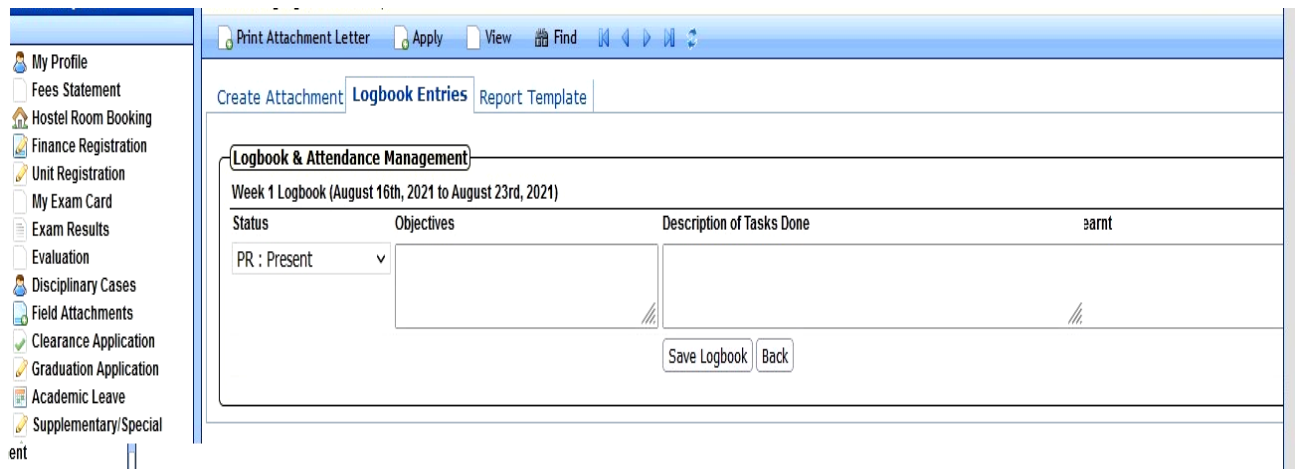 Print Attachment Letter Apply View Find
My Profile
Fees Statement
Hostel Room Booking
Finance Registration
Unit Registration
My Exam Card
Exam Results
Evaluation
Disciplinary Cases
Field Attachments
Clearance Application
Graduation Application
Academic Leave
Supplementary/Special
ent
Create Attachment Logbook Entries Report Template
Logbook & Attendance Management
Week 1 Logbook (August 16th, 2021 to August 23rd, 2021)
Status Objectives Description of Tasks Done earnt
PR : Present
Save Logbook Back